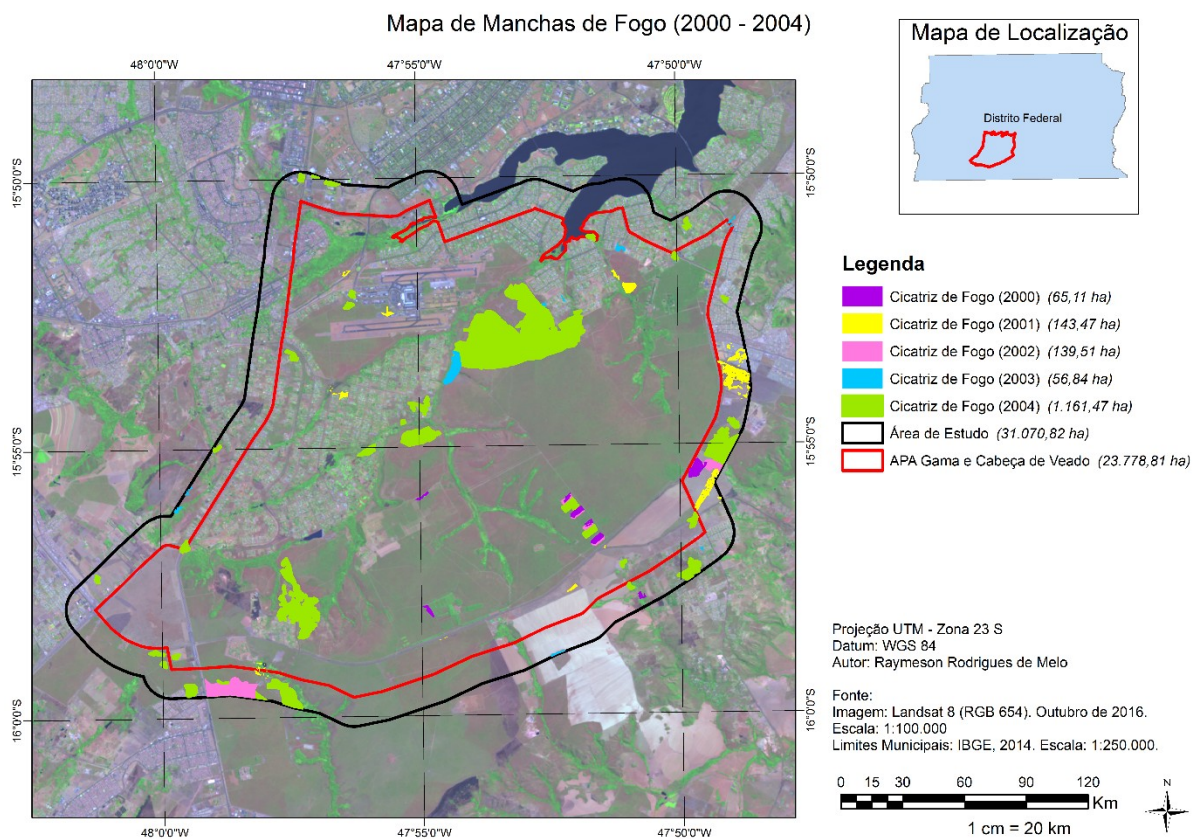 Mapa de Manchas de Fogo (2000 - 2004)
Mapa de Localização
Distrito Federal
48°0'0"W
47°55'0"W
47°50'0"W
15°50'0"S
15°50'0"S
15°55'0"S
15°55'0"S
16°0'0"S
16°0'0"S
48°0'0"W
47°55'0"W
47°50'0"W
Legenda
Cicatriz de Fogo (2000) (65,11 ha)
Cicatriz de Fogo (2001) (143,47 ha)
Cicatriz de Fogo (2002) (139,51 ha)
Cicatriz de Fogo (2003) (56,84 ha)
Cicatriz de Fogo (2004) (1.161,47 ha)
Área de Estudo (31.070,82 ha)
APA Gama e Cabeça de Veado (23.778,81 ha)
Projeção UTM - Zona 23 S
Datum: WGS 84
Autor: Raymeson Rodrigues de Melo
Fonte:
Imagem: Landsat 8 (RGB 654). Outubro de 2016.
Escala: 1:100.000
Limites Municipais: IBGE, 2014. Escala: 1:250.000.
0 15 30 60 90 120
Km
1 cm = 20 km
N